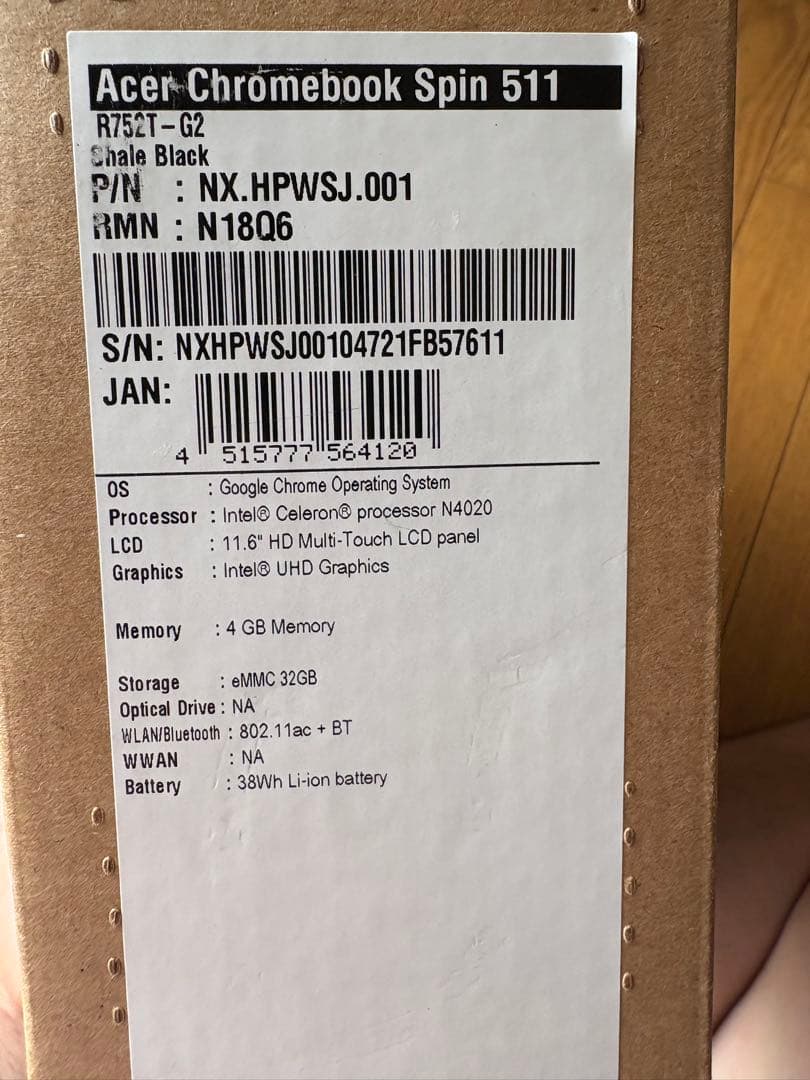 Acer Chromebook Spin 511
R752T-G2
Shale Black
P/N : NX.HPWSJ.001
RMN : N18Q6
S/N: NXHPWSJ00104721FB57611
JAN:
4 515777 564120
OS : Google Chrome Operating System
Processor : Intel® Celeron® processor N4020
LCD : 11.6" HD Multi-Touch LCD panel
Graphics : Intel® UHD Graphics
Memory : 4 GB Memory
Storage : eMMC 32GB
Optical Drive : NA
WLAN/Bluetooth : 802.11ac + BT
WWAN : NA
Battery : 38Wh Li-ion battery